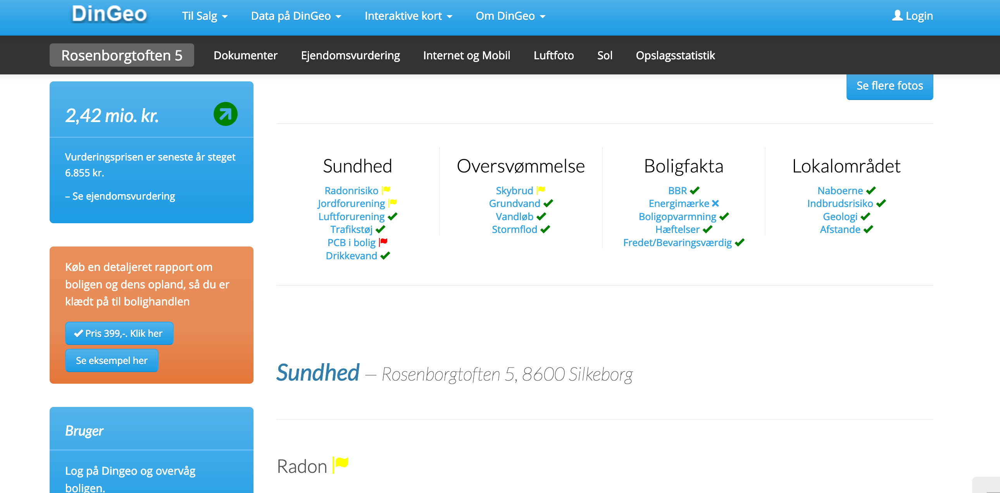 DinGeo
Til Salg
Data på DinGeo
Interaktive kort
Om DinGeo
Login
Rosenborgtoften 5
Dokumenter
Ejendomsvurdering
Internet og Mobil
Luftfoto
Sol
Opslagsstatistik
2,42 mio. kr.
Vurderingsprisen er seneste år steget
6.855 kr.
– Se ejendomsvurdering
Køb en detaljeret rapport om
boligen og dens opland, så du er
klædt på til bolighandlen
Pris 399,-. Klik her
Se eksempel her
Bruger
Log på Dingeo og overvåg
boligen.
Se flere fotos
Sundhed
Radonrisiko
Jordforurening
Luftforurening
Trafikstøj
PCB i bolig
Drikkevand
Oversvømmelse
Skybrud
Grundvand
Vandløb
Stormflod
Boligfakta
BBR
Energimærke
Boligopvarmning
Hæftelser
Fredet/Bevaringsværdig
Lokalområdet
Naboerne
Indbrudsrisiko
Geologi
Afstande
Sundhed — Rosenborgtoften 5, 8600 Silkeborg
Radon